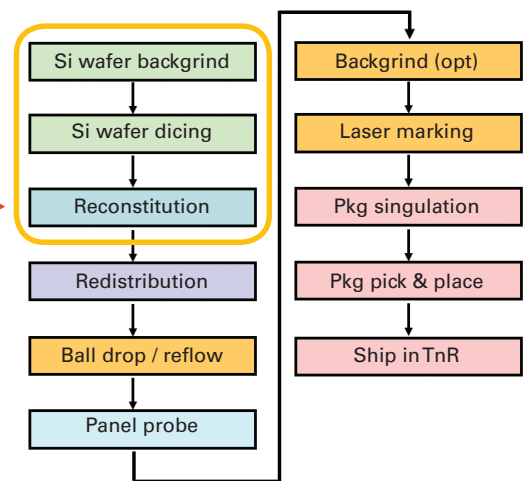 Si wafer backgrind
Si wafer dicing
Reconstitution
Redistribution
Ball drop / reflow
Panel probe
Backgrind (opt)
Laser marking
Pkg singulation
Pkg pick & place
Ship in TnR